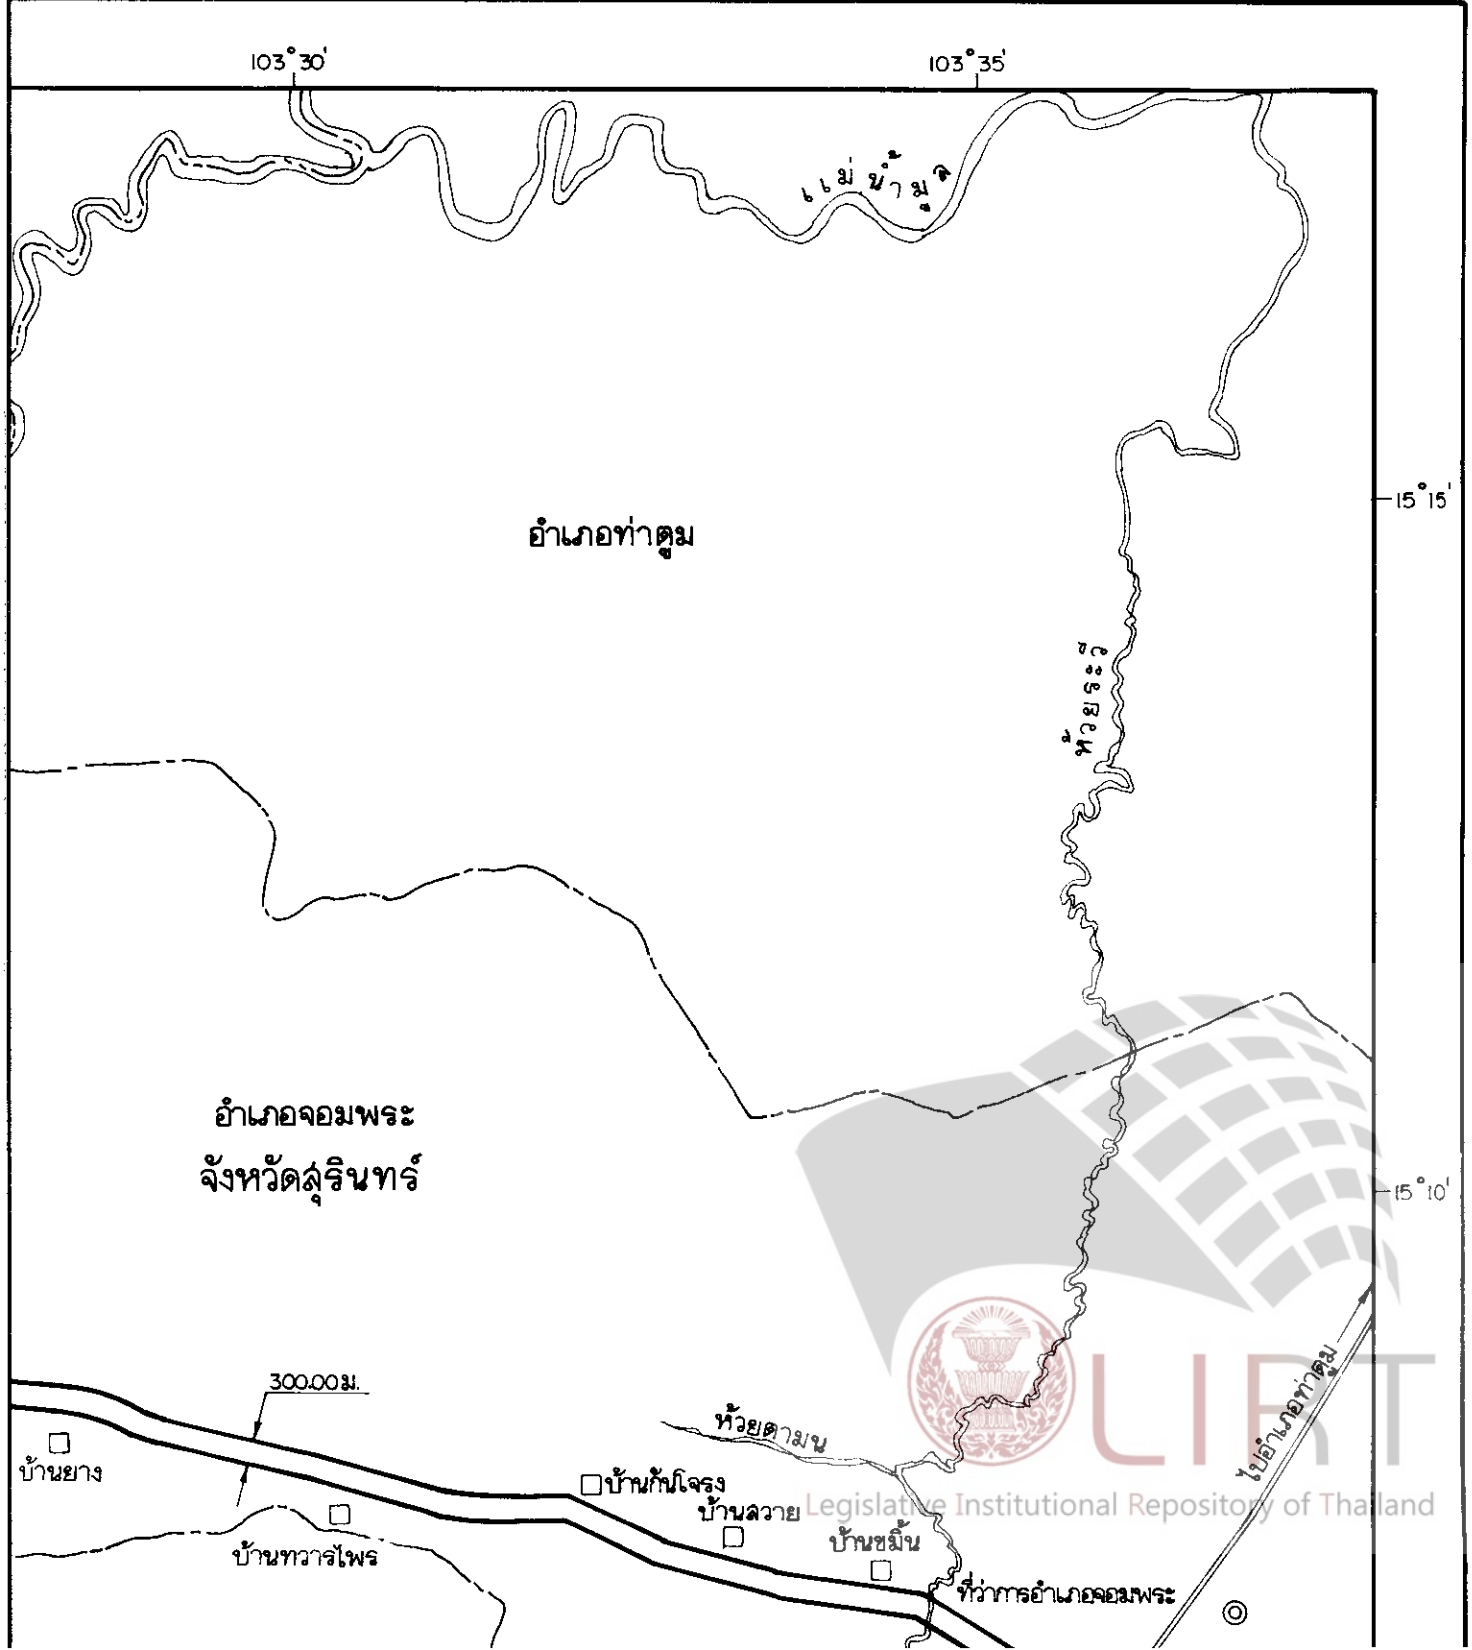 103°30'
103°35'
แม่น้ำมูล
15°15'
อำเภอท่าตูม
ห้วยระวี
อำเภอจอมพระ
จังหวัดสุรินทร์
15°10'
300.00 ม.
ไปอำเภอท่าตูม
ห้วยตามน
บ้านยาง
บ้านกันโจรง
บ้านลวาย
บ้านขมิ้น
บ้านทวารไพร
ที่ว่าการอำเภอจอมพระ
LIRT
Legislative Institutional Repository of Thailand